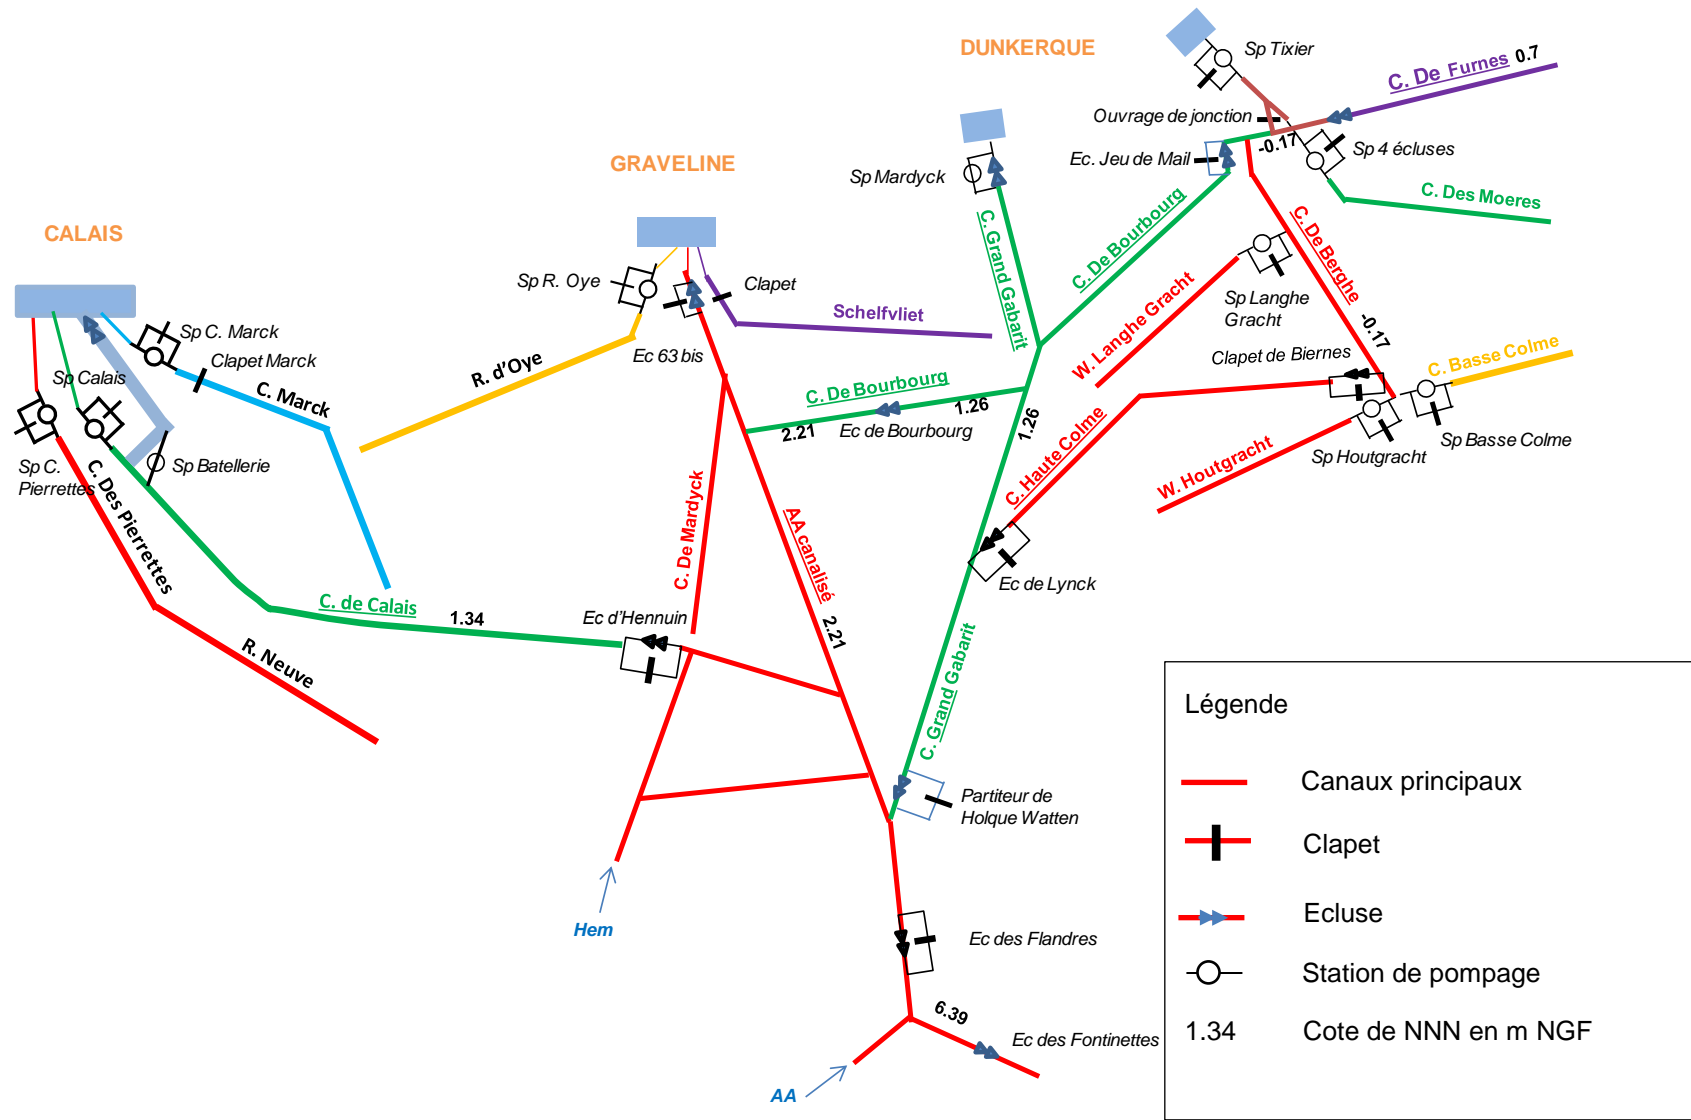 DUNKERQUE
Sp Tixier
C. De Furnes 0.7
Ouvrage de jonction
-0.17
Sp 4 écluses
Ec. Jeu de Mail
Sp Mardyck
C. Des Moeres
GRAVELINE
CALAIS
C. Grand Gabarit
C. De Bourbourg
C. De Berghe
-0.17
Sp R. Oye
Clapet
Schelfvliet
W. Langhe Gracht
Sp Langhe
Gracht
Sp C. Marck
Clapet Marck
Sp Calais
C. Marck
R. d'Oye
Ec 63 bis
Clapet de Biernes
C. Basse Colme
C. De Bourbourg
1.26
2.21
Ec de Bourbourg
1.26
C. Haute Colme
Sp Basse Colme
Sp Houtgracht
W. Houtgracht
Sp C.
Pierrettes
Sp Batellerie
C. Des Pierrettes
C. De Mardyck
AA canalisé
2.21
Ec de Lynck
C. de Calais
1.34
Ec d'Hennuin
R. Neuve
C. Grand Gabarit
Partiteur de
Holque Watten
Hem
Ec des Flandres
6.39
Ec des Fontinettes
AA
Légende
Canaux principaux
Clapet
Ecluse
Station de pompage
1.34 Cote de NNN en m NGF